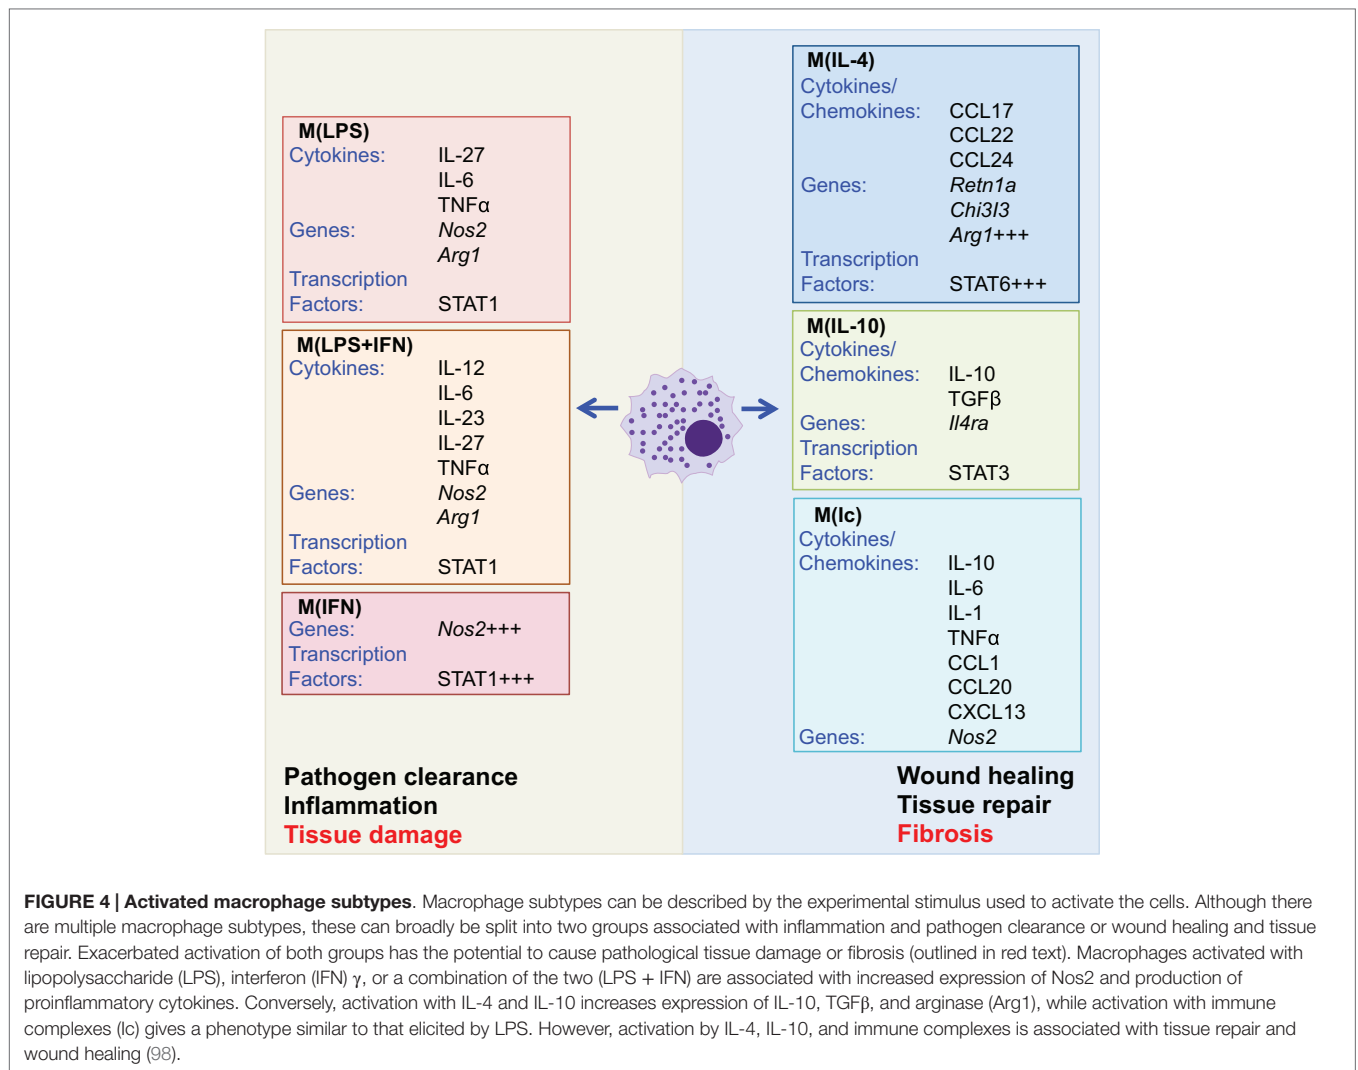 M(LPS)
Cytokines: IL-27
IL-6
TNFα
Genes: Nos2
Arg1
Transcription
Factors: STAT1
M(LPS+IFN)
Cytokines: IL-12
IL-6
IL-23
IL-27
TNFα
Genes: Nos2
Arg1
Transcription
Factors: STAT1
M(IFN)
Genes: Nos2+++
Transcription
Factors: STAT1+++
Pathogen clearance
Inflammation
Tissue damage
M(IL-4)
Cytokines/
Chemokines: CCL17
CCL22
CCL24
Genes: Retn1a
Chi3l3
Arg1+++
Transcription
Factors: STAT6+++
M(IL-10)
Cytokines/
Chemokines: IL-10
TGFβ
Genes: Il4ra
Transcription
Factors: STAT3
M(Ic)
Cytokines/
Chemokines: IL-10
IL-6
IL-1
TNFα
CCL1
CCL20
CXCL13
Genes: Nos2
Wound healing
Tissue repair
Fibrosis
FIGURE 4 | Activated macrophage subtypes. Macrophage subtypes can be described by the experimental stimulus used to activate the cells. Although there
are multiple macrophage subtypes, these can broadly be split into two groups associated with inflammation and pathogen clearance or wound healing and tissue
repair. Exacerbated activation of both groups has the potential to cause pathological tissue damage or fibrosis (outlined in red text). Macrophages activated with
lipopolysaccharide (LPS), interferon (IFN) γ, or a combination of the two (LPS + IFN) are associated with increased expression of Nos2 and production of
proinflammatory cytokines. Conversely, activation with IL-4 and IL-10 increases expression of IL-10, TGFβ, and arginase (Arg1), while activation with immune
complexes (Ic) gives a phenotype similar to that elicited by LPS. However, activation by IL-4, IL-10, and immune complexes is associated with tissue repair and
wound healing (98).